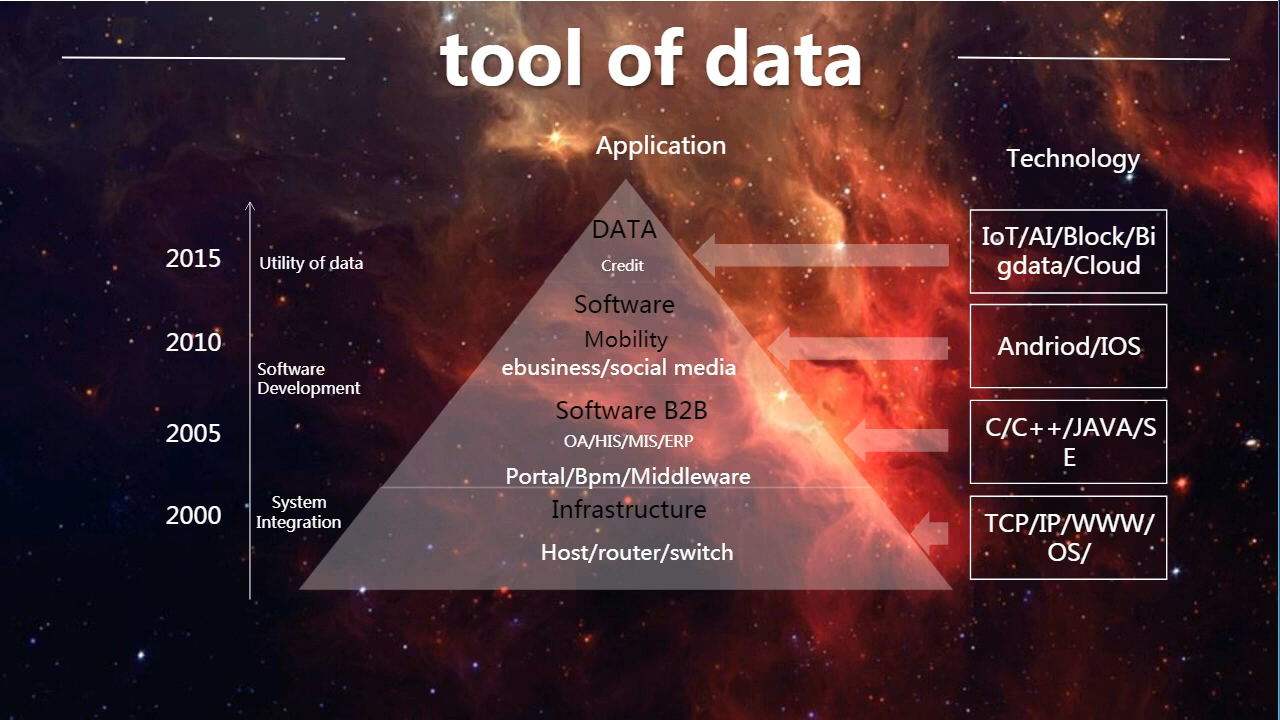 tool of data
Application
Technology
2015
Utility of data
DATA
Credit
IoT/AI/Block/Bi
gdata/Cloud
2010
Software
Development
Software
Mobility
ebusiness/social media
Andriod/IOS
2005
Software B2B
OA/HIS/MIS/ERP
Portal/Bpm/Middleware
C/C++/JAVA/S
E
2000
System
Integration
Infrastructure
Host/router/switch
TCP/IP/WWW/
OS/